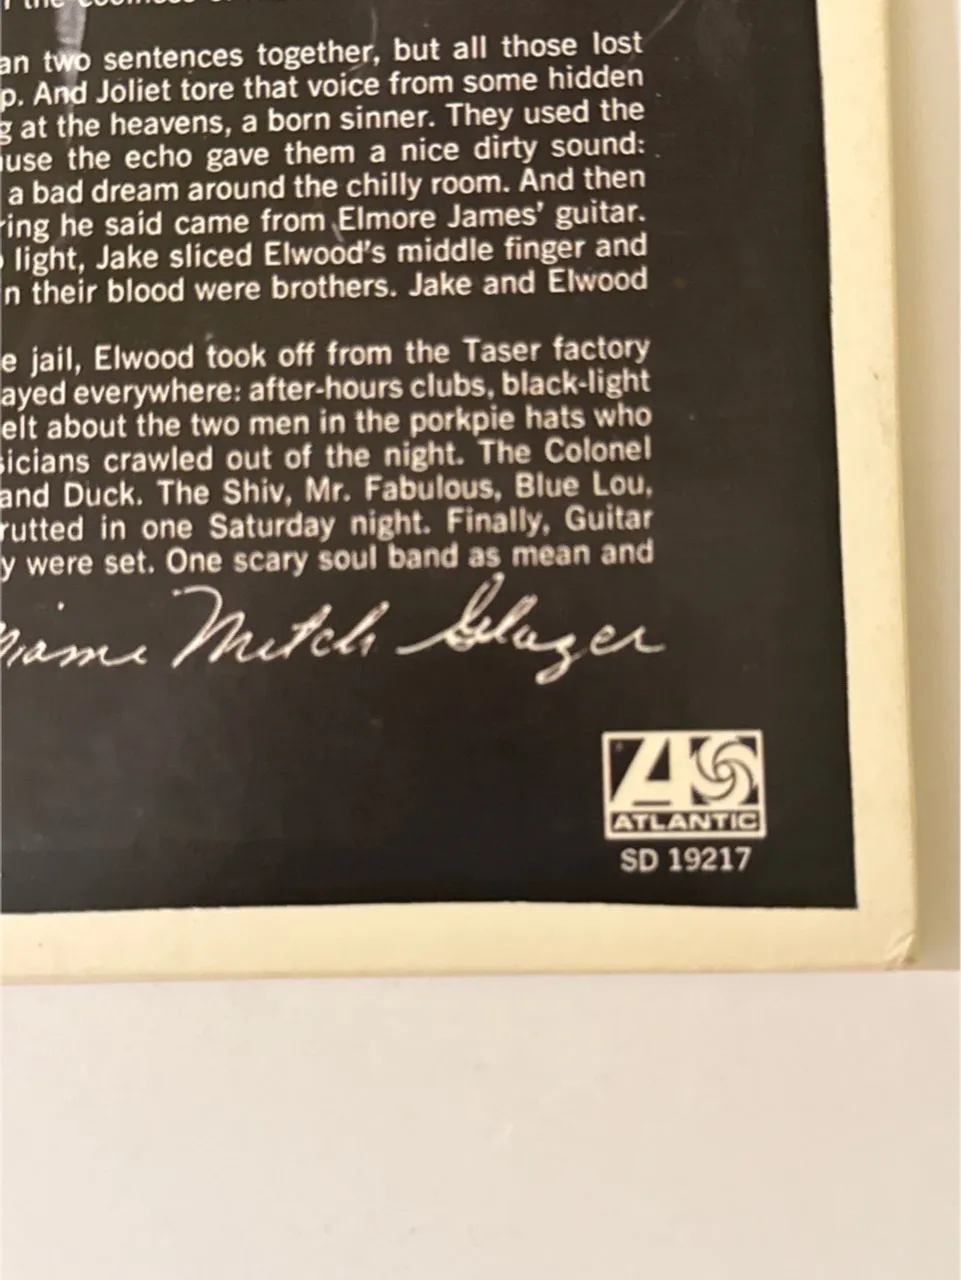 an two sentences together, but all those lost
p. And Joliet tore that voice from some hidden
g at the heavens, a born sinner. They used the
use the echo gave them a nice dirty sound:
a bad dream around the chilly room. And then
ring he said came from Elmore James' guitar.
light, Jake sliced Elwood's middle finger and
n their blood were brothers. Jake and Elwood
e jail, Elwood took off from the Taser factory
ayed everywhere: after-hours clubs, black-light
elt about the two men in the porkpie hats who
sicians crawled out of the night. The Colonel
and Duck. The Shiv, Mr. Fabulous, Blue Lou,
rutted in one Saturday night. Finally, Guitar
y were set. One scary soul band as mean and
Miami Mitch Glazer
ATLANTIC
SD 19217